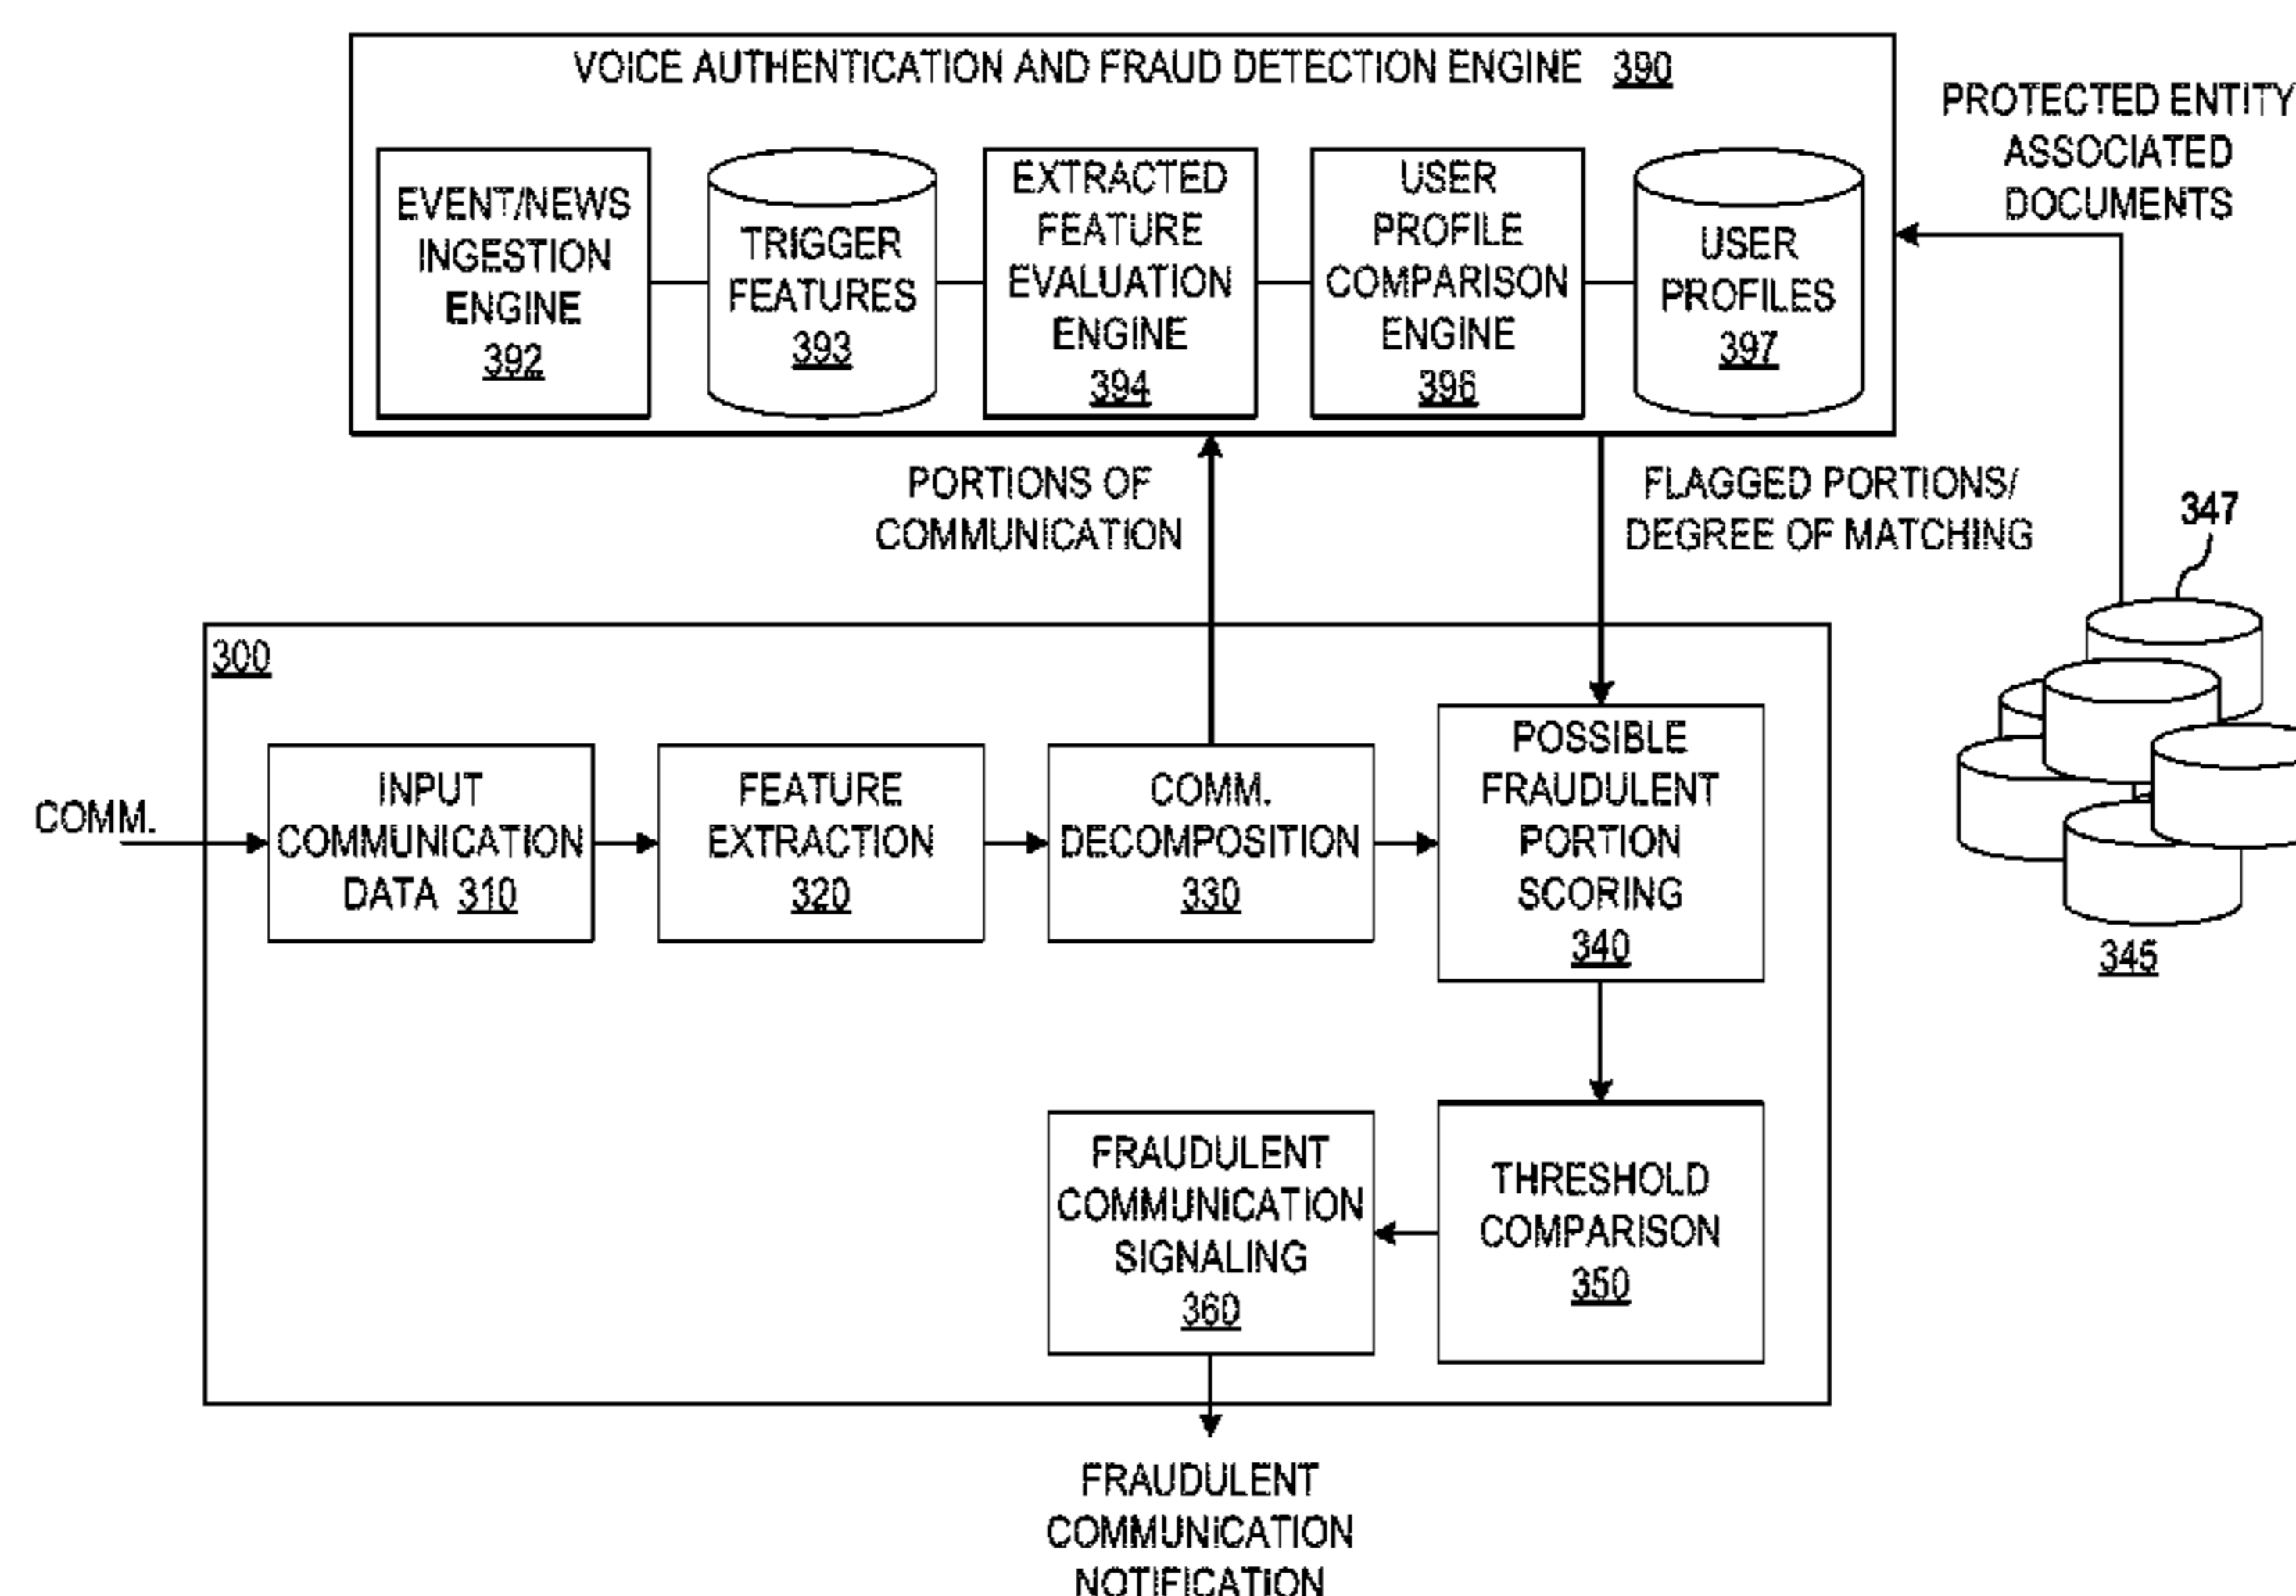 VOICE AUTHENTICATION AND FRAUD DETECTION ENGINE 390
PROTECTED ENTITY
ASSOCIATED
DOCUMENTS
EVENT/NEWS
INGESTION
ENGINE
392
TRIGGER
FEATURES
393
EXTRACTED
FEATURE
EVALUATION
ENGINE
394
USER
PROFILE
COMPARISON
ENGINE
396
USER
PROFILES
397
PORTIONS OF
COMMUNICATION
FLAGGED PORTIONS/
DEGREE OF MATCHING
347
300
COMM.
INPUT
COMMUNICATION
DATA 310
FEATURE
EXTRACTION
320
COMM.
DECOMPOSITION
330
POSSIBLE
FRAUDULENT
PORTION
SCORING
340
345
FRAUDULENT
COMMUNICATION
SIGNALING
360
THRESHOLD
COMPARISON
350
FRAUDULENT
COMMUNICATION
NOTIFICATION